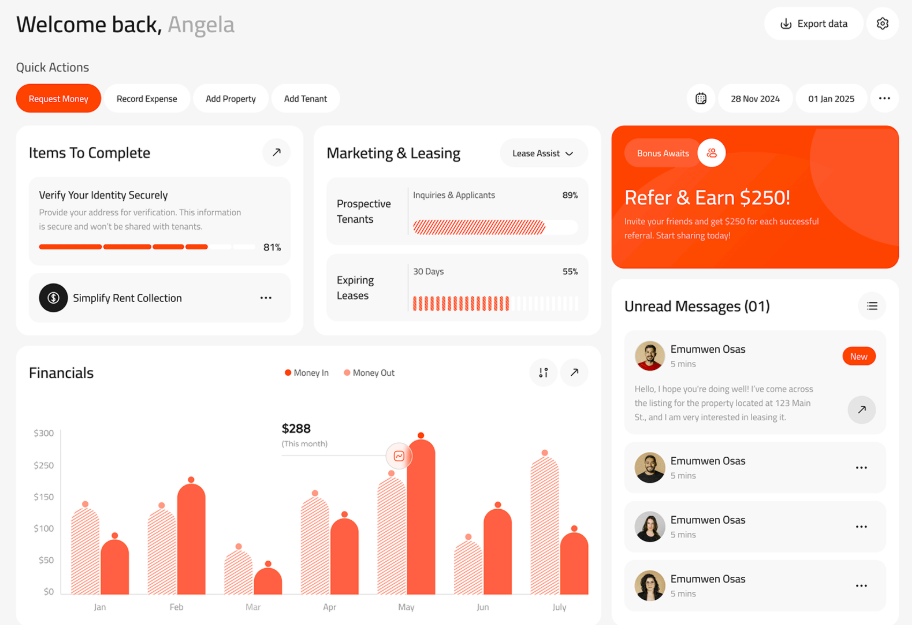 Welcome back, Angela
Export data
Quick Actions
Request Money
Record Expense
Add Property
Add Tenant
28 Nov 2024
01 Jan 2025
Items To Complete
Verify Your Identity Securely
Provide your address for verification. This information
is secure and won't be shared with tenants.
81%
Simplify Rent Collection
Marketing & Leasing
Lease Assist
Prospective
Tenants
Inquiries & Applicants
89%
Expiring
Leases
30 Days
55%
Bonus Awaits
Refer & Earn $250!
Invite your friends and get $250 for each successful
referral. Start sharing today!
Financials
Money In
Money Out
$288
(This month)
$300
$250
$150
$100
$50
$0
Jan
Feb
Mar
Apr
May
Jun
July
Unread Messages (01)
Emumwen Osas
5 mins
New
Hello, I hope you're doing well! I've come across
the listing for the property located at 123 Main
St., and I am very interested in leasing it.
Emumwen Osas
5 mins
Emumwen Osas
5 mins
Emumwen Osas
5 mins